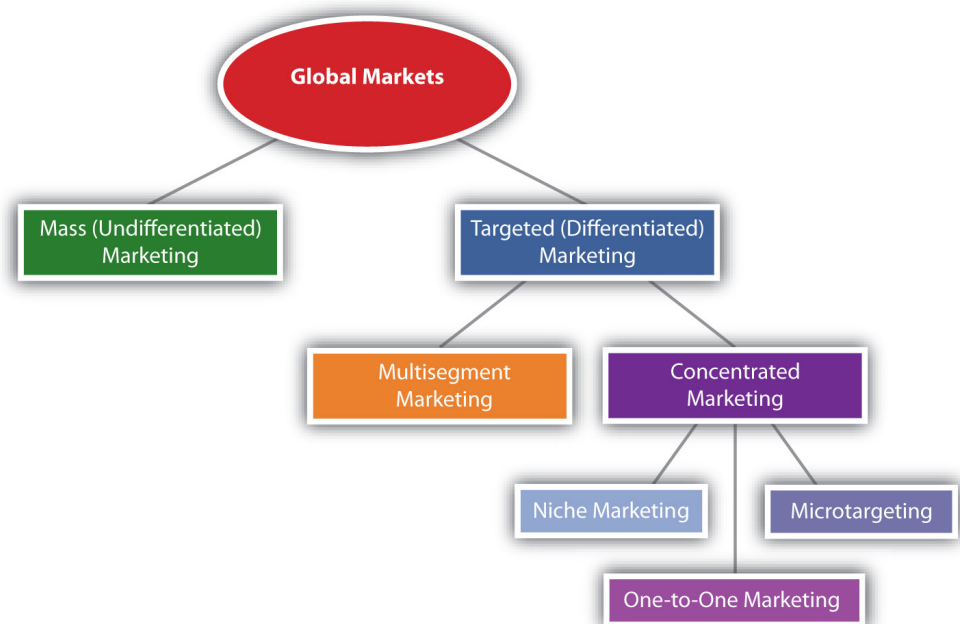 Global Markets
Mass (Undifferentiated)
Marketing
Targeted (Differentiated)
Marketing
Multisegment
Marketing
Concentrated
Marketing
Niche Marketing
Microtargeting
One-to-One Marketing